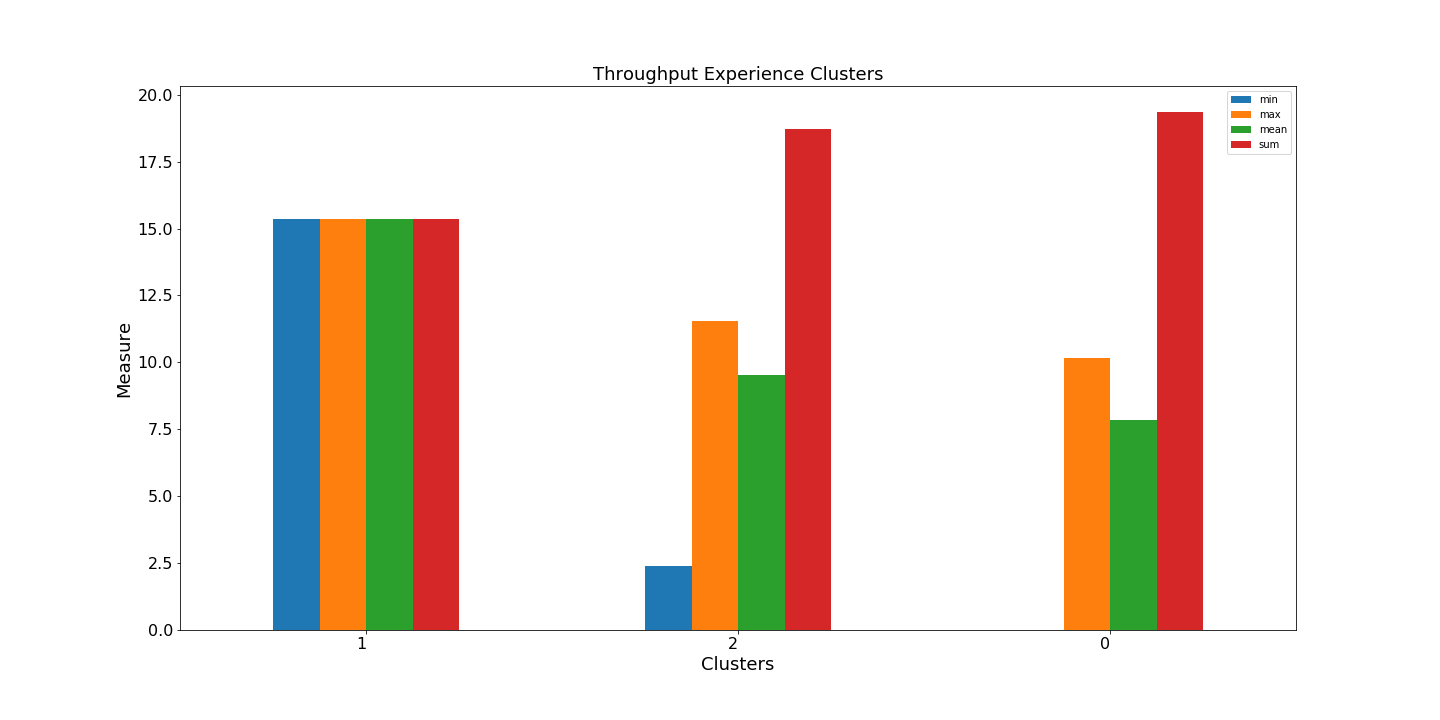 Throughput Experience Clusters
20.0
17.5
15.0
12.5
10.0
7.5
5.0
2.5
0.0
Measure
min
max
mean
sum
1 2 0
Clusters